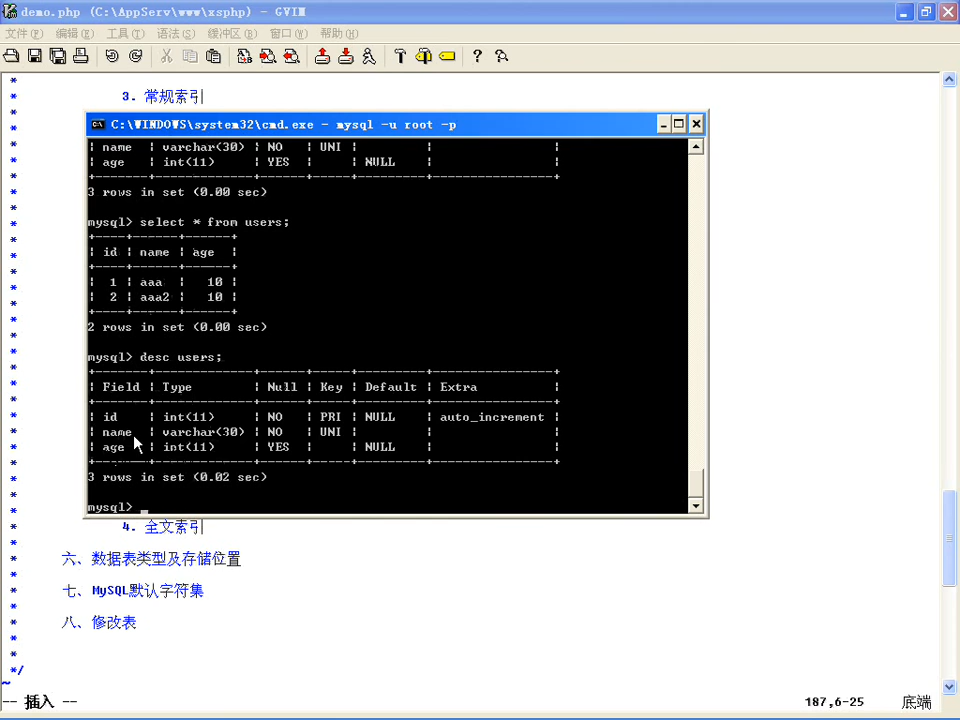 demo.php (C:\AppServ\www\xsphp) - GVIM
文件(F) 编辑(E) 工具(T) 语法(S) 缓冲区(B) 窗口(W) 帮助(H)
*
* 3. 常规索引
C:\WINDOWS\system32\cmd.exe - mysql -u root -p
| name | varchar(30) | NO | UNI | | |
| age | int(11) | YES | | NULL | |
+-------+-------------+------+-----+---------+----------------+
3 rows in set (0.00 sec)
mysql> select * from users;
+----+------+------+
| id | name | age |
+----+------+------+
| 1 | aaa | 10 |
| 2 | aaa2 | 10 |
+----+------+------+
2 rows in set (0.00 sec)
mysql> desc users;
+-------+-------------+------+-----+---------+----------------+
| Field | Type | Null | Key | Default | Extra |
+-------+-------------+------+-----+---------+----------------+
| id | int(11) | NO | PRI | NULL | auto_increment |
| name | varchar(30) | NO | UNI | | |
| age | int(11) | YES | | NULL | |
+-------+-------------+------+-----+---------+----------------+
3 rows in set (0.02 sec)
mysql> _
* 4. 全文索引
*
* 六、数据表类型及存储位置
*
* 七、MySQL默认字符集
*
* 八、修改表
*
*
*/
~
-- 插入 -- 187,6-25 底端